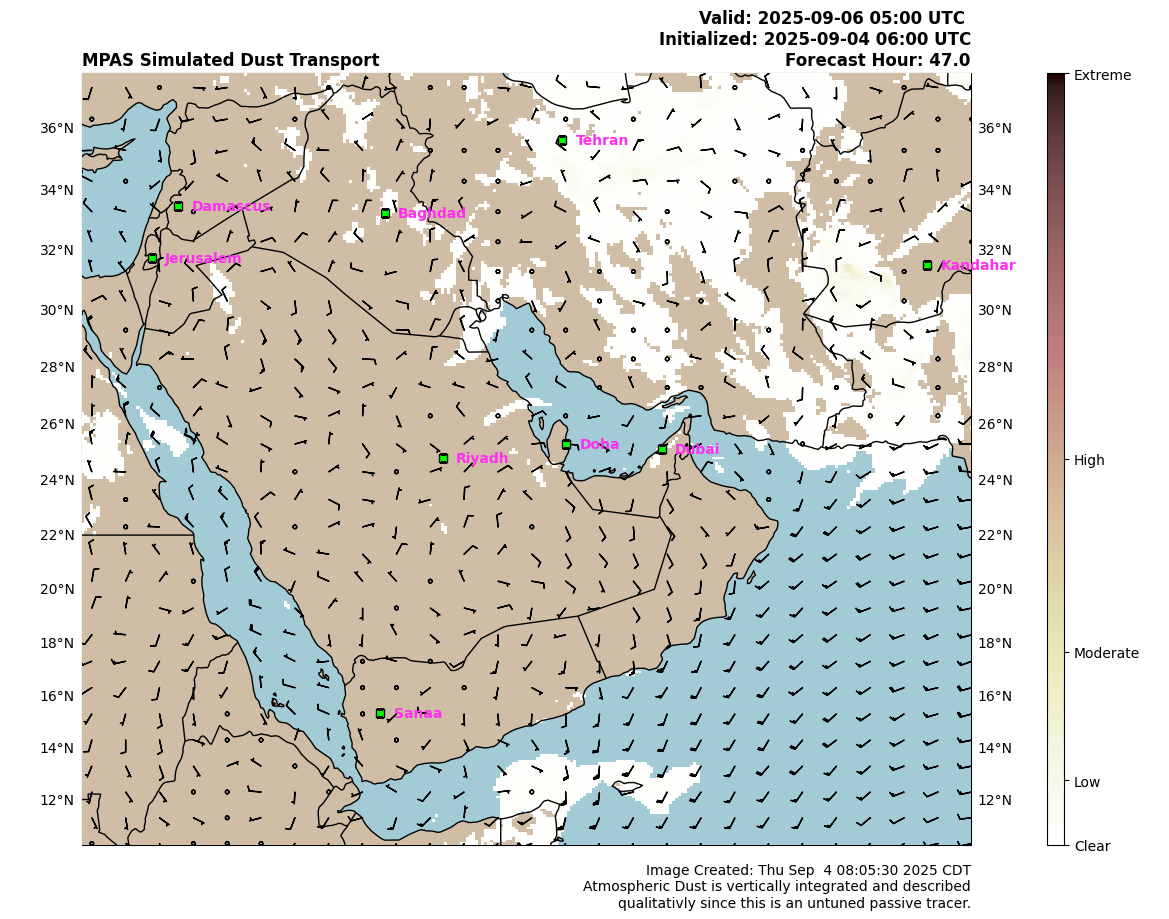 Valid: 2025-09-06 05:00 UTC
Initialized: 2025-09-04 06:00 UTC
MPAS Simulated Dust Transport Forecast Hour: 47.0
Extreme
36°N Tehran 36°N
34°N 34°N
Damascus Baghdad
32°N 32°N
Jerusalem Kandahar
30°N 30°N
28°N 28°N
26°N 26°N
Doha Dubai
Riyadh High
24°N 24°N
22°N 22°N
20°N 20°N
18°N 18°N
Moderate
16°N 16°N
Sanaa
14°N 14°N
Low
12°N 12°N
Clear
Image Created: Thu Sep  4 08:05:30 2025 CDT
Atmospheric Dust is vertically integrated and described
qualitativly since this is an untuned passive tracer.